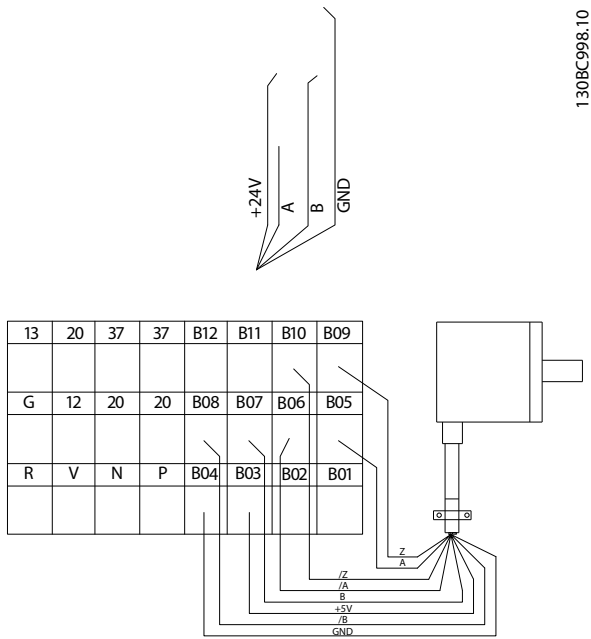 130BC998.10
+24V
A
B
GND
13 20 37 37 B12 B11 B10 B09
G 12 20 20 B08 B07 B06 B05
R V N P B04 B03 B02 B01
Z
A
/Z
/A
B
+5V
/B
GND